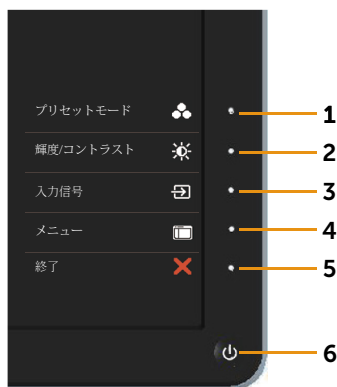 プリセットモード 1
輝度/コントラスト 2
入力信号 3
メニュー 4
終了 5
6